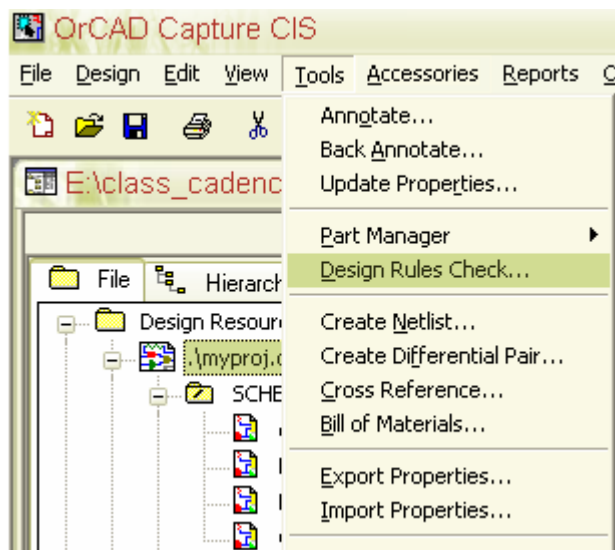 OrCAD Capture CIS
File Design Edit View Tools Accessories Reports
E:\class_cadenc
File Hierarch
Design Resour
.\myproj.
SCHE
Annotate...
Back Annotate...
Update Properties...
Part Manager
Design Rules Check...
Create Netlist...
Create Differential Pair...
Cross Reference...
Bill of Materials...
Export Properties...
Import Properties...